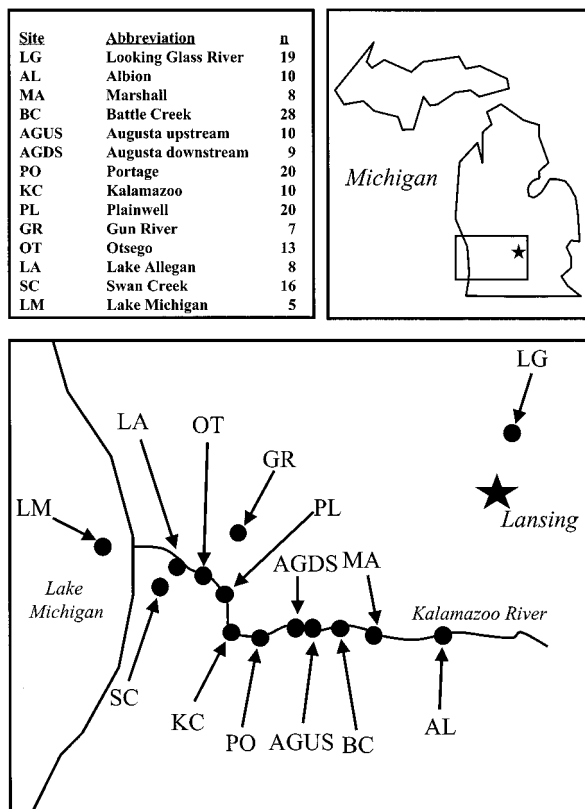 Site Abbreviation n
LG Looking Glass River 19
AL Albion 10
MA Marshall 8
BC Battle Creek 28
AGUS Augusta upstream 10
AGDS Augusta downstream 9
PO Portage 20
KC Kalamazoo 10
PL Plainwell 20
GR Gun River 7
OT Otsego 13
LA Lake Allegan 8
SC Swan Creek 16
LM Lake Michigan 5
Michigan
LG
LA
OT
GR
PL
LM
Lansing
AGDS
MA
Lake
Michigan
Kalamazoo River
SC
KC
PO
AGUS
BC
AL